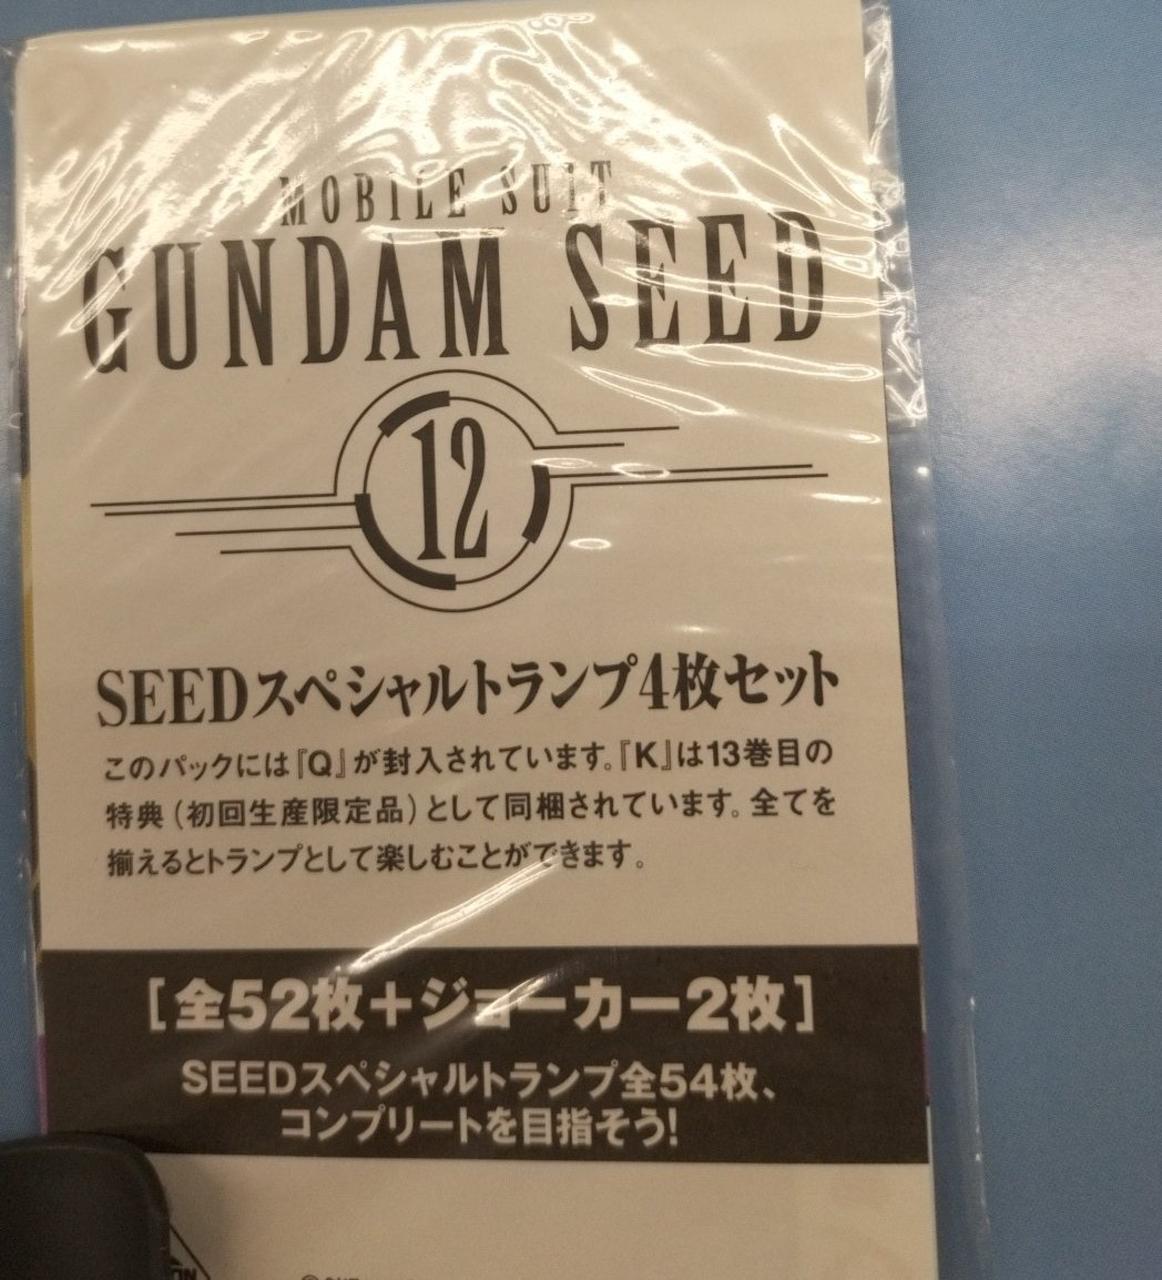 MOBILE SUIT
GUNDAM SEED
12
SEEDスペシャルトランプ4枚セット
このパックには『Q』が封入されています。『K』は13巻目の
特典(初回生産限定品)として同梱されています。全てを
揃えるとトランプとして楽しむことができます。
[全52枚+ジョーカー2枚]
SEEDスペシャルトランプ全54枚、
コンプリートを目指そう!